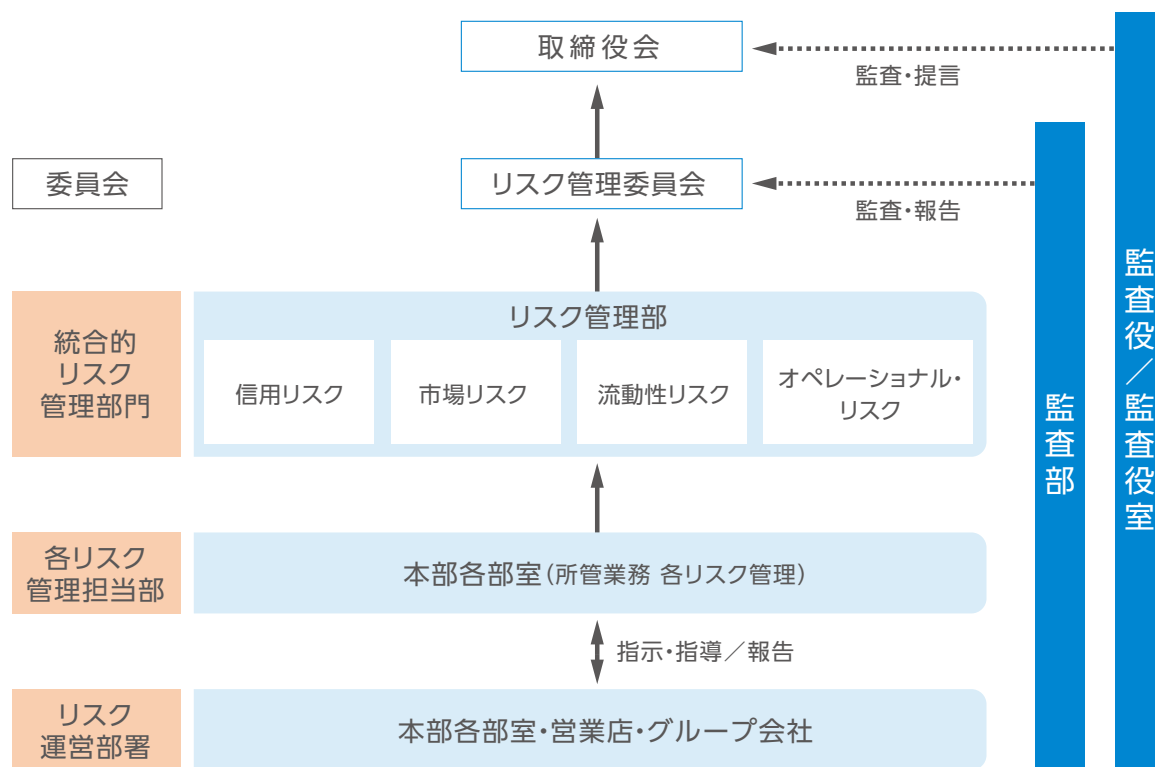 取締役会
監査・提言
委員会
リスク管理委員会
監査・報告
統合的
リスク
管理部門
リスク管理部
信用リスク
市場リスク
流動性リスク
オペレーショナル・
リスク
各リスク
管理担当部
本部各部室(所管業務 各リスク管理)
指示・指導／報告
リスク
運営部署
本部各部室・営業店・グループ会社
監査部
監査役／監査役室